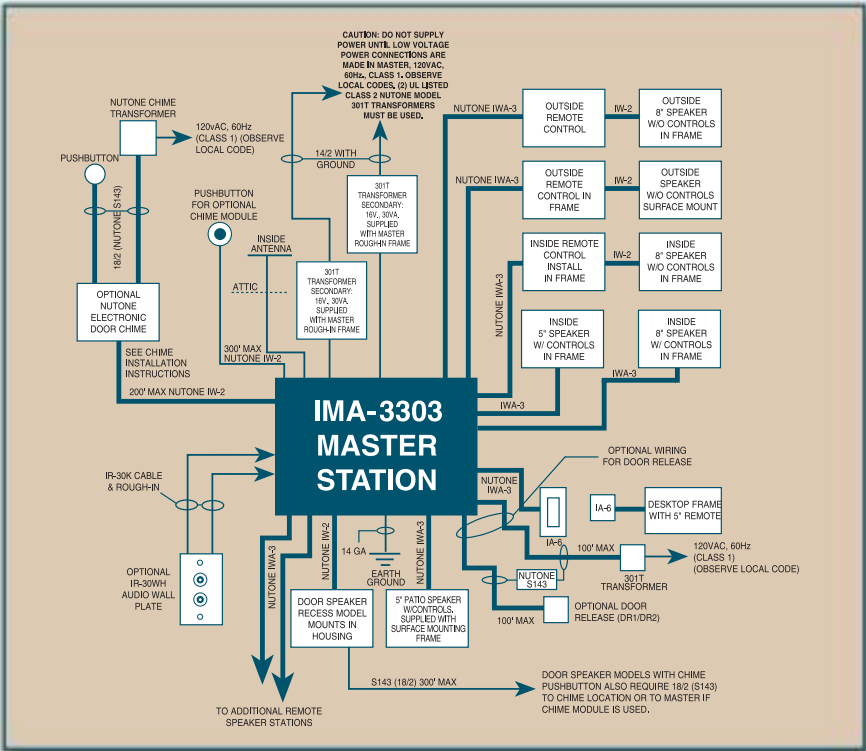 CAUTION: DO NOT SUPPLY
POWER UNTIL LOW VOLTAGE
POWER CONNECTIONS ARE
MADE IN MASTER, 120VAC,
60Hz., CLASS 1. OBSERVE
LOCAL CODES, (2) UL LISTED
CLASS 2 NUTONE MODEL
301T TRANSFORMERS
MUST BE USED.
NUTONE CHIME
TRANSFORMER
120vAC, 60Hz
(CLASS 1) (OBSERVE
LOCAL CODE)
PUSHBUTTON
18/2 (NUTONE S143)
PUSHBUTTON
FOR OPTIONAL
CHIME MODULE
INSIDE
ANTENNA
ATTIC
14/2 WITH
GROUND
301T
TRANSFORMER
SECONDARY:
16V., 30VA.
SUPPLIED
WITH MASTER
ROUGH-IN FRAME
301T
TRANSFORMER
SECONDARY:
16V., 30VA.
SUPPLIED
WITH MASTER
ROUGH-IN FRAME
NUTONE IWA-3
OUTSIDE
REMOTE
CONTROL
IW-2
OUTSIDE
8" SPEAKER
W/O CONTROLS
IN FRAME
NUTONE IWA-3
OUTSIDE
REMOTE
CONTROL IN
FRAME
IW-2
OUTSIDE
SPEAKER
W/O CONTROLS
SURFACE MOUNT
NUTONE IWA-3
INSIDE REMOTE
CONTROL
INSTALL
IN FRAME
IW-2
INSIDE
8" SPEAKER
W/O CONTROLS
IN FRAME
INSIDE
5" SPEAKER
W/ CONTROLS
IN FRAME
INSIDE
8" SPEAKER
W/ CONTROLS
IN FRAME
IWA-3
IWA-3
OPTIONAL
NUTONE
ELECTRONIC
DOOR CHIME
SEE CHIME
INSTALLATION
INSTRUCTIONS
300' MAX
NUTONE IW-2
200' MAX NUTONE IW-2
IMA-3303
MASTER
STATION
IR-30K CABLE
& ROUGH-IN
OPTIONAL
IR-30WH
AUDIO WALL
PLATE
NUTONE IWA-3
NUTONE IW-2
14 GA
EARTH
GROUND
NUTONE IWA-3
NUTONE
IWA-3
OPTIONAL WIRING
FOR DOOR RELEASE
IA-6
IA-6
DESKTOP FRAME
WITH 5" REMOTE
100' MAX
301T
TRANSFORMER
120VAC, 60Hz
(CLASS 1)
(OBSERVE LOCAL CODE)
NUTONE
S143
100' MAX
OPTIONAL DOOR
RELEASE (DR1/DR2)
DOOR SPEAKER
RECESS MODEL
MOUNTS IN
HOUSING
5" PATIO SPEAKER
W/CONTROLS.
SUPPLIED WITH
SURFACE MOUNTING
FRAME
S143 (18/2) 300' MAX
DOOR SPEAKER MODELS WITH CHIME
PUSHBUTTON ALSO REQUIRE 18/2 (S143)
TO CHIME LOCATION OR TO MASTER IF
CHIME MODULE IS USED.
TO ADDITIONAL REMOTE
SPEAKER STATIONS